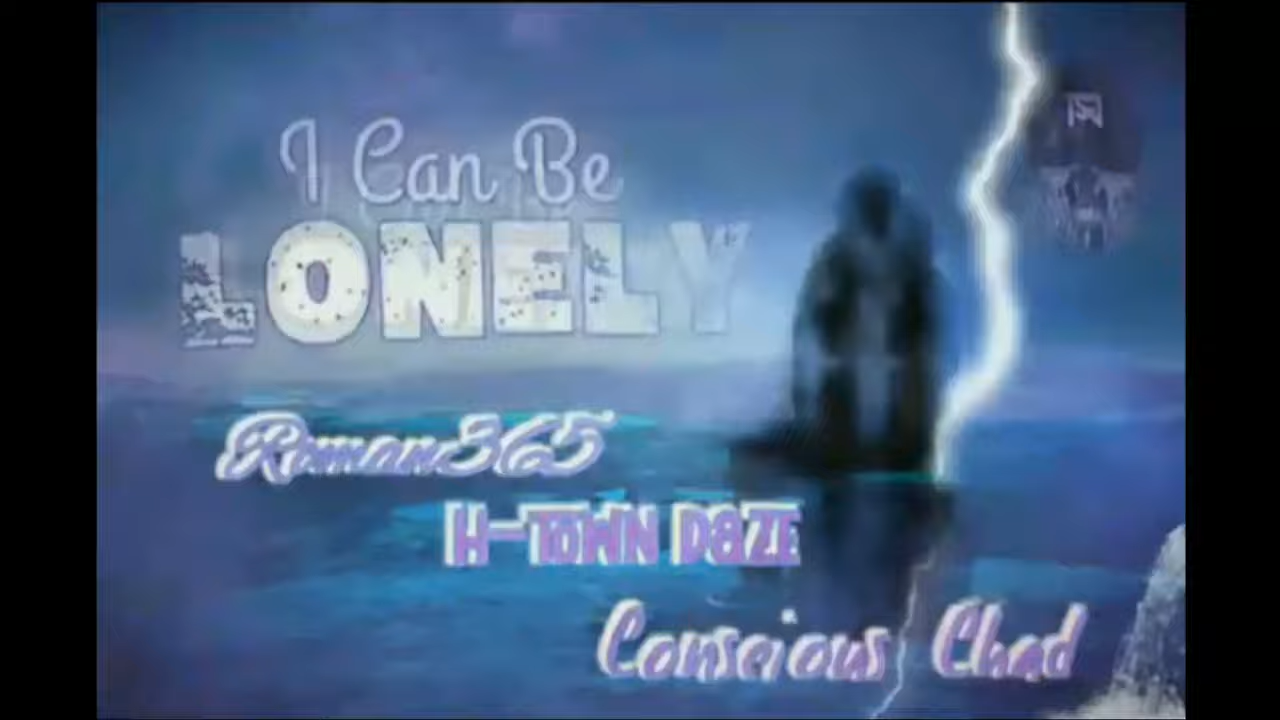 I Can Be
LONELY
Roman365
H-TOWN DAZE
Conscious Chad